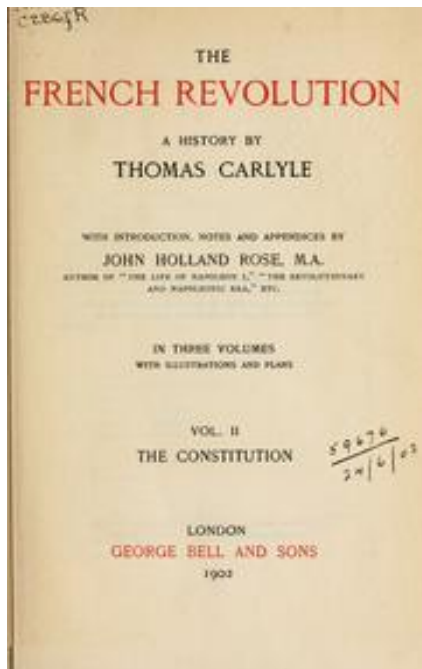 THE
FRENCH REVOLUTION
A HISTORY BY
THOMAS CARLYLE
WITH INTRODUCTION, NOTES AND APPENDICES BY
JOHN HOLLAND ROSE, M.A.
AUTHOR OF "THE LIFE OF NAPOLEON I," "THE REVOLUTIONARY
AND NAPOLEONIC ERA," ETC.
IN THREE VOLUMES
WITH ILLUSTRATIONS AND PLANS
VOL. II
THE CONSTITUTION
59676
24/6/02
LONDON
GEORGE BELL AND SONS
1902